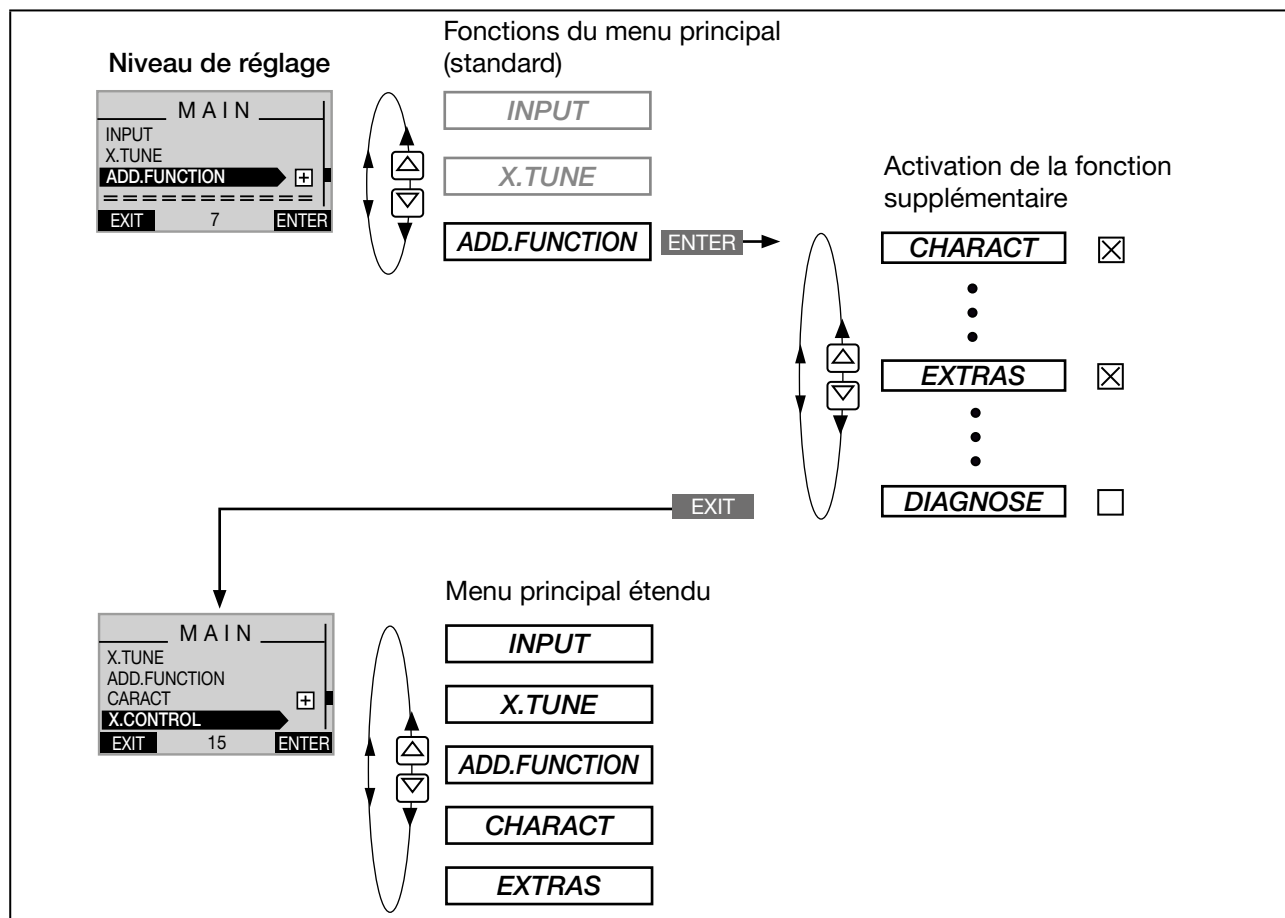 Niveau de réglage
MAIN
INPUT
X.TUNE
ADD.FUNCTION
EXIT 7 ENTER
Fonctions du menu principal
(standard)
INPUT
X.TUNE
ADD.FUNCTION ENTER
Activation de la fonction
supplémentaire
CHARACT
EXTRAS
DIAGNOSE
EXIT
MAIN
X.TUNE
ADD.FUNCTION
CARACT
X.CONTROL
EXIT 15 ENTER
Menu principal étendu
INPUT
X.TUNE
ADD.FUNCTION
CHARACT
EXTRAS